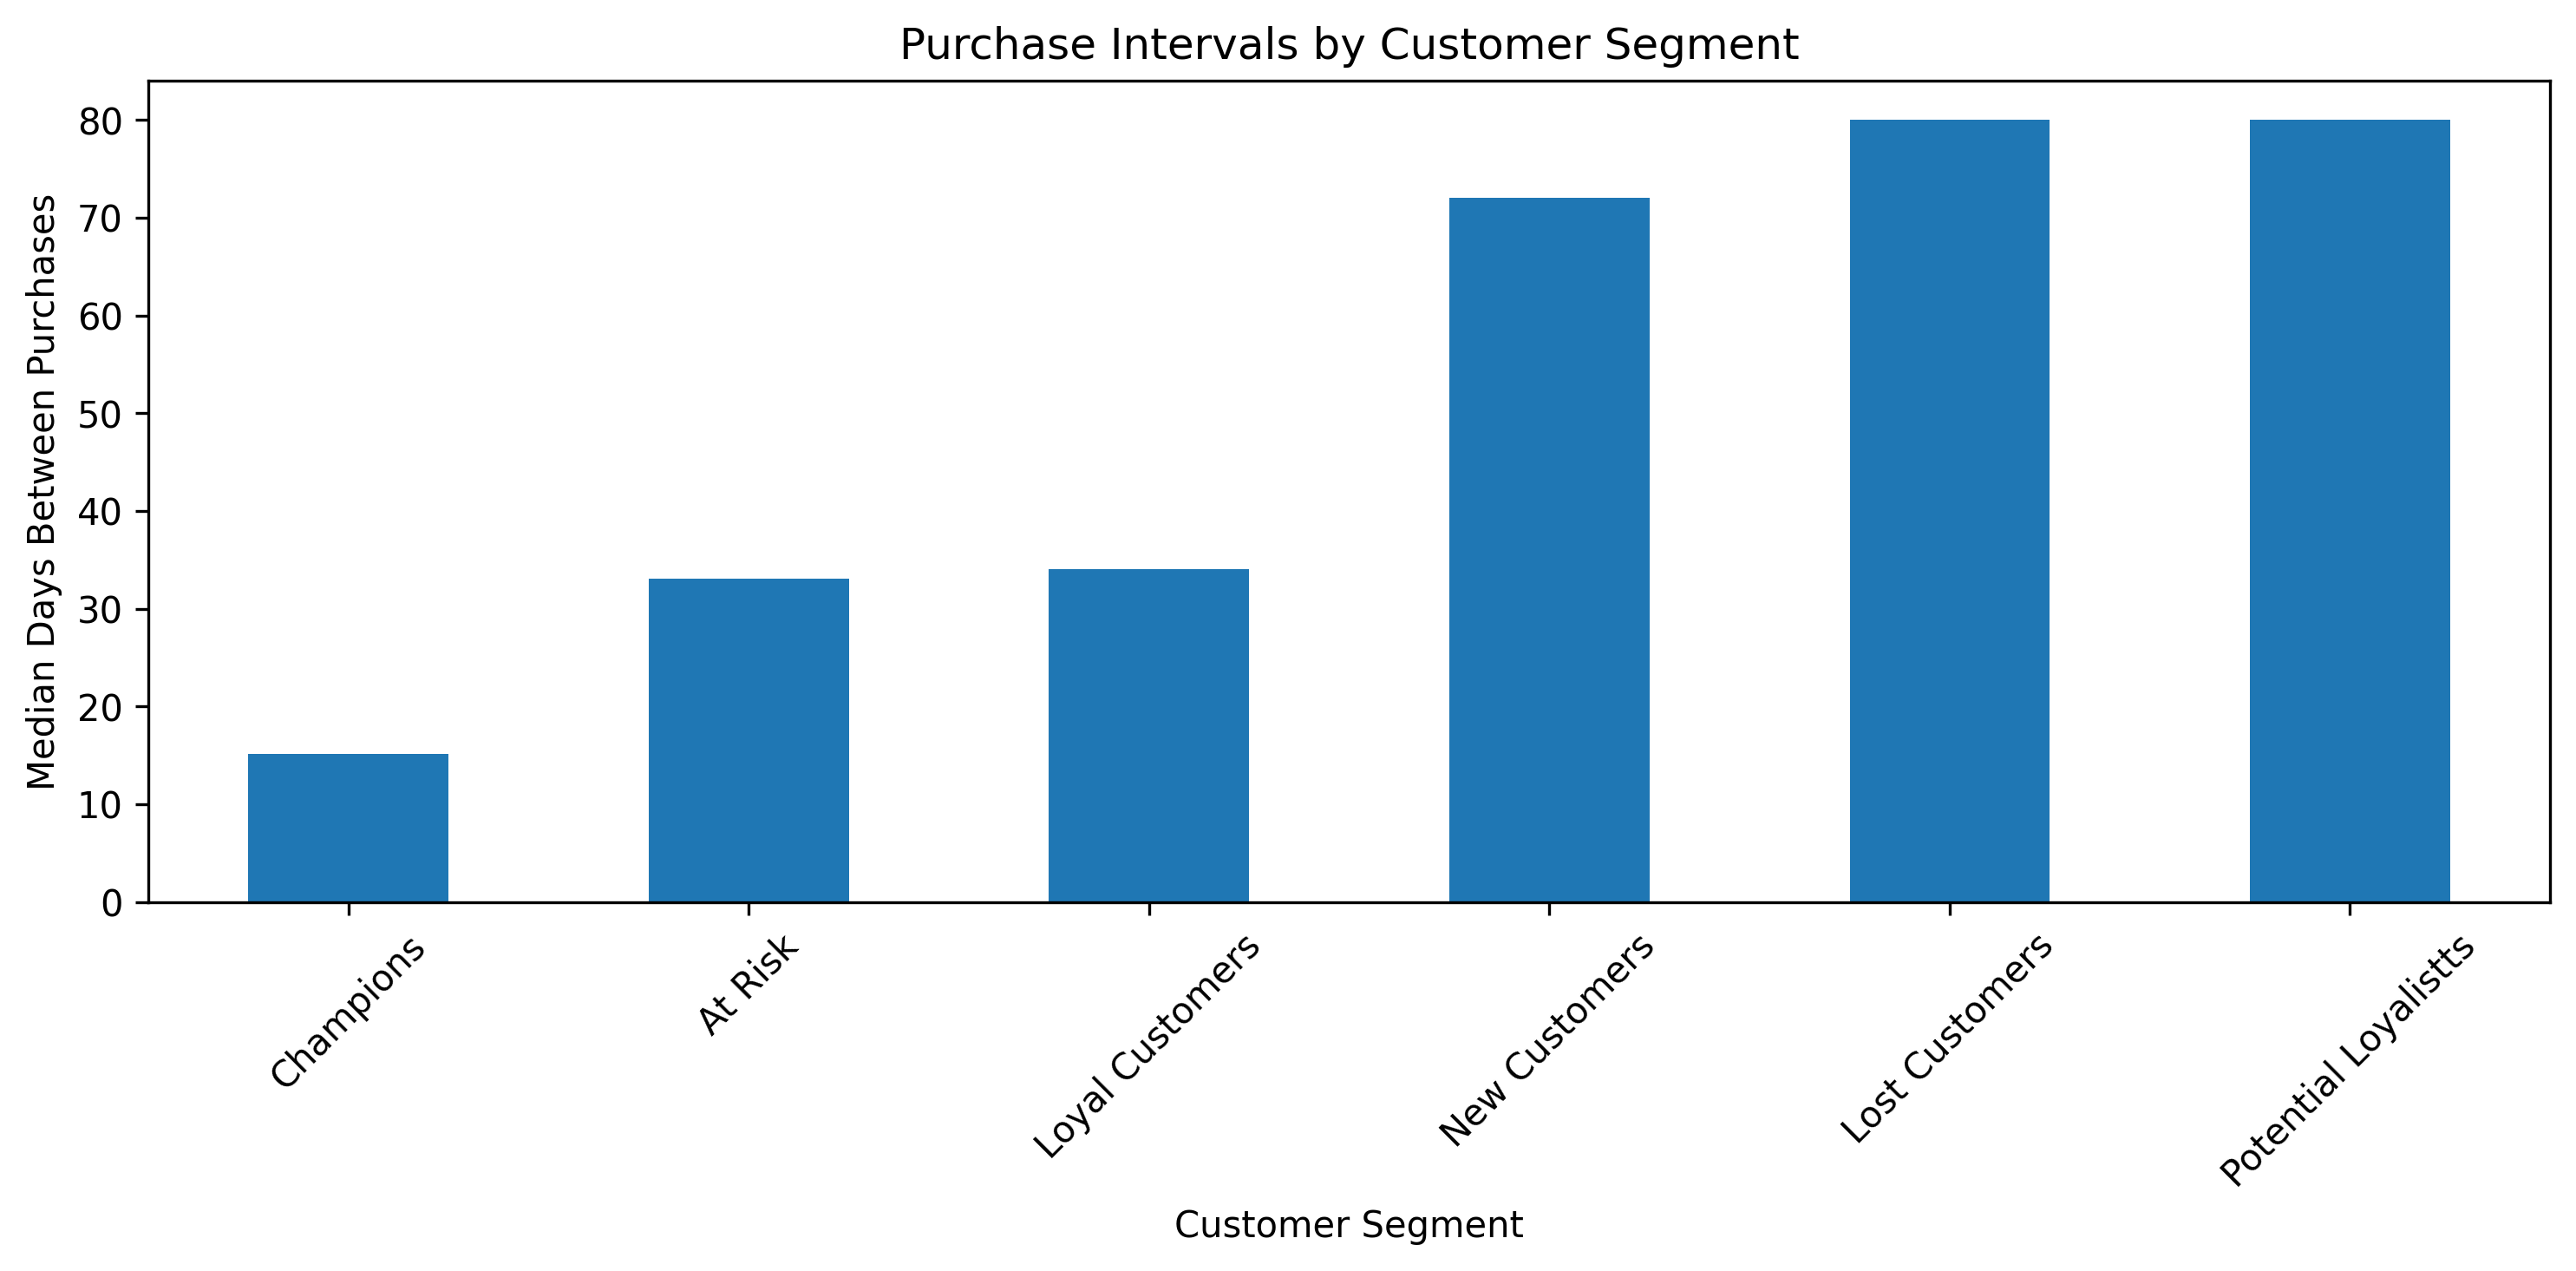 Purchase Intervals by Customer Segment
Median Days Between Purchases
80
70
60
50
40
30
20
10
0
Champions
At Risk
Loyal Customers
New Customers
Lost Customers
Potential Loyalistts
Customer Segment